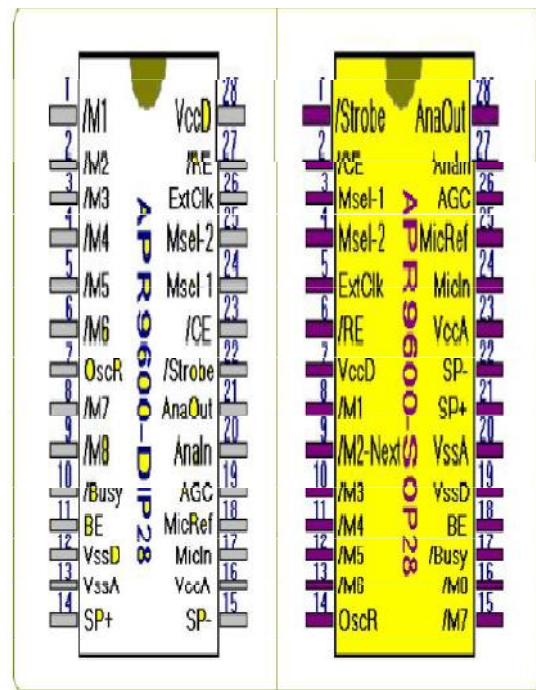 1 28
/M1 VccD
2 27
/M2 /RE
3 26
/M3 ExtClk
4 25
/M4 Msel-2
5 24
/M5 Msel-1
6 23
/M6 /CE
7 22
OscR /Strobe
8 21
/M7 AnaOut
9 20
/M8 AnaIn
10 19
/Busy AGC
11 18
BE MicRef
12 17
VssD MicIn
13 16
VssA VccA
14 15
SP+ SP-
APR9600-DIP28
1 28
/Strobe AnaOut
2 27
/CE AnaIn
3 26
Msel-1 AGC
4 25
Msel-2 MicRef
5 24
ExtClk MicIn
6 23
/RE VccA
7 22
VccD SP-
8 21
/M1 SP+
9 20
/M2-Next VssA
10 19
/M3 VssD
11 18
/M4 BE
12 17
/M5 /Busy
13 16
/M6 /M8
14 15
OscR /M7
APR9600-SOP28